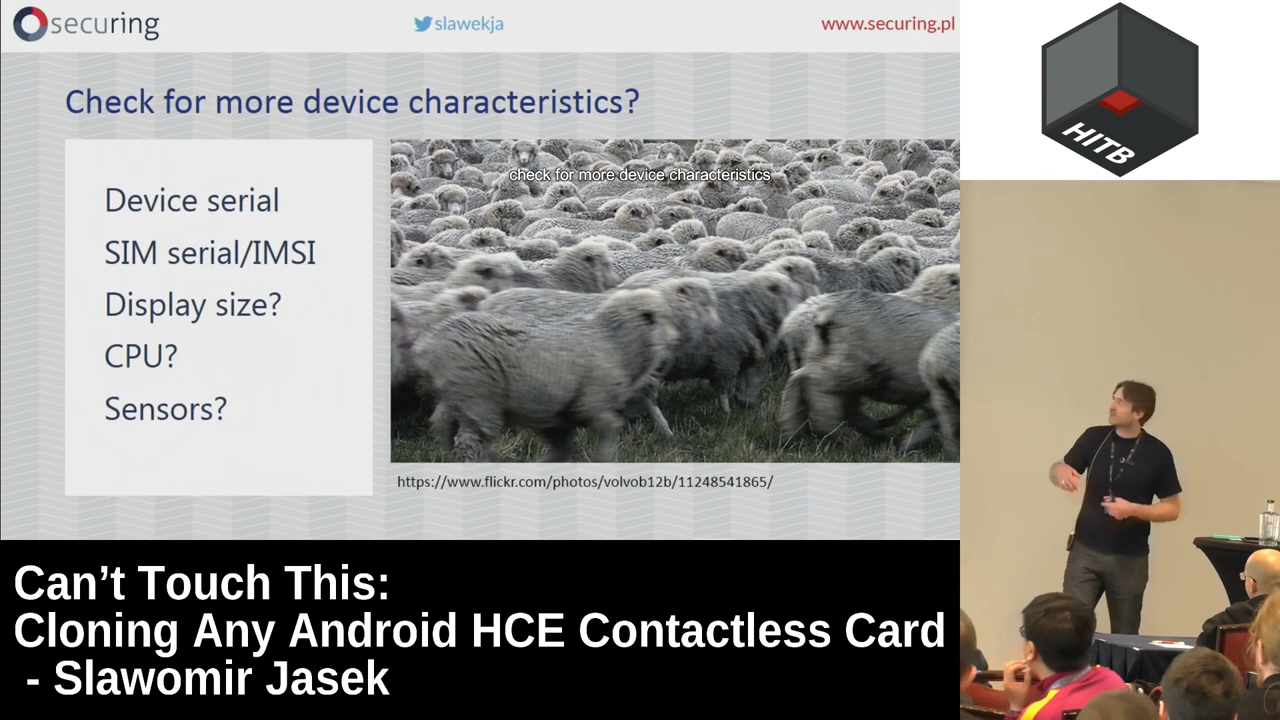 securing
slawekja
www.securing.pl
Check for more device characteristics?
Device serial
SIM serial/IMSI
Display size?
CPU?
Sensors?
check for more device characteristics
https://www.flickr.com/photos/volvob12b/11248541865/
HITB
Can't Touch This:
Cloning Any Android HCE Contactless Card
- Slawomir Jasek